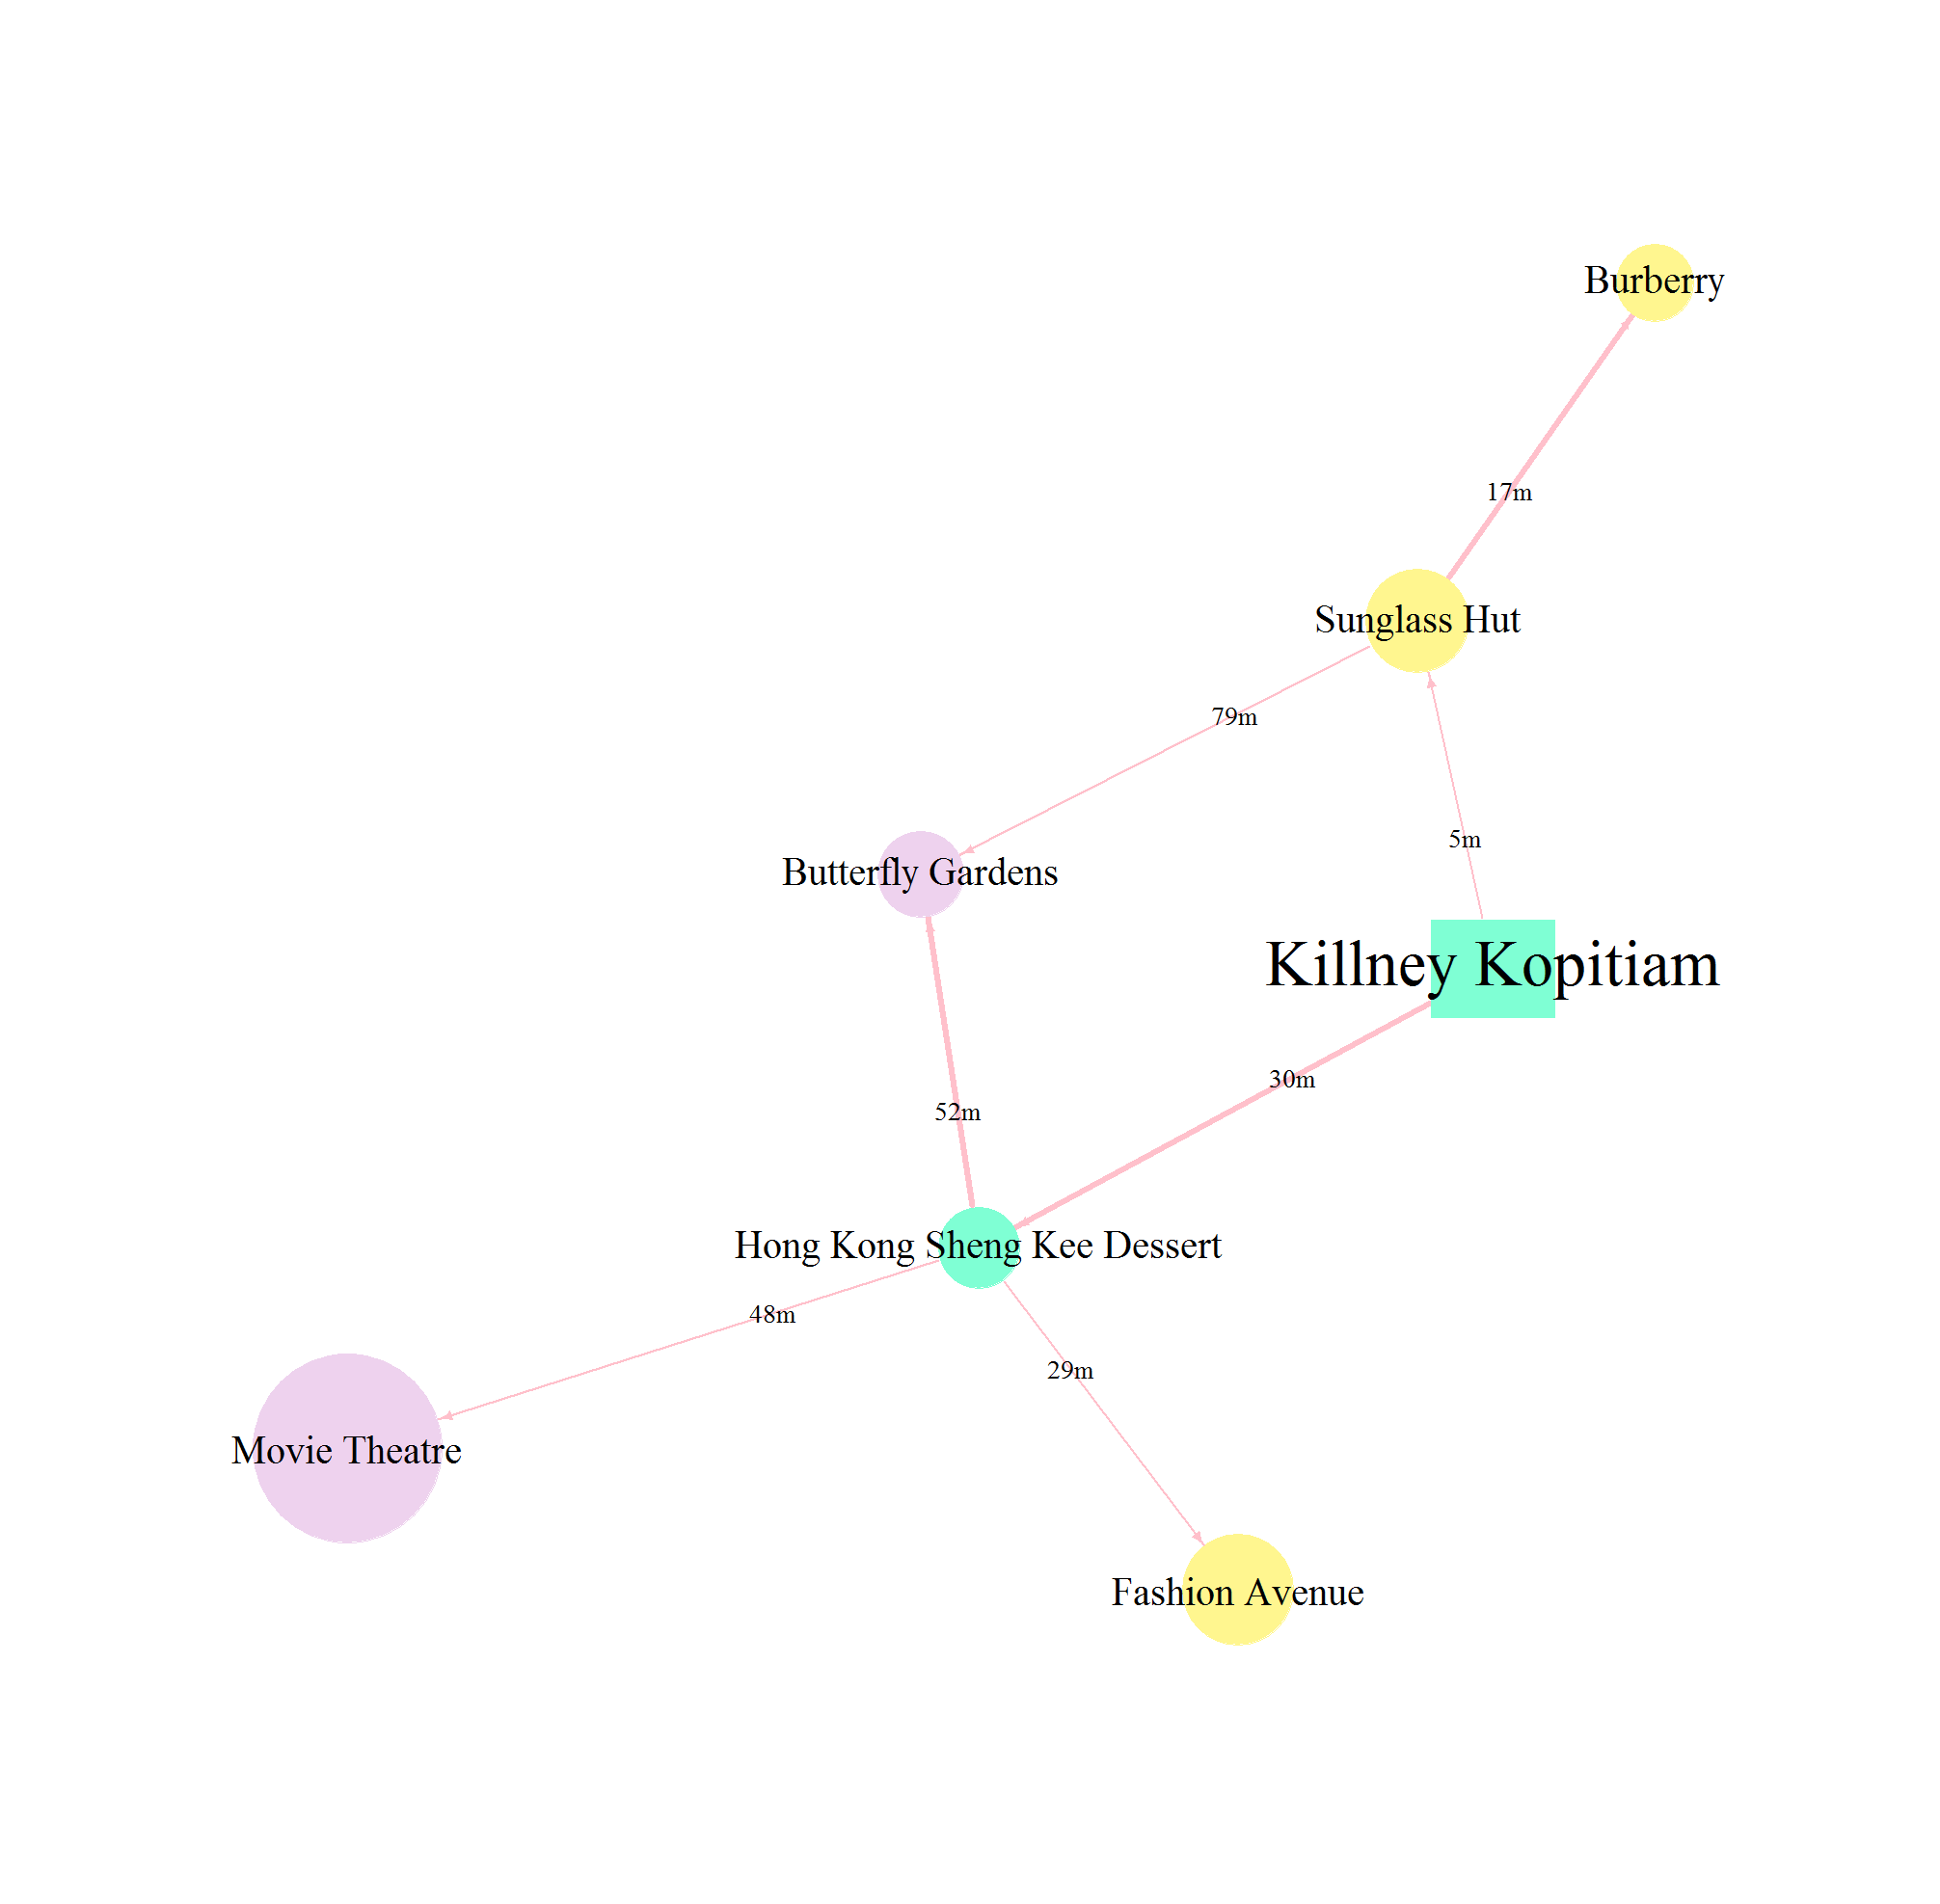 Burberry
17m
Sunglass Hut
79m
5m
Butterfly Gardens
Killney Kopitiam
30m
52m
Hong Kong Sheng Kee Dessert
48m
29m
Movie Theatre
Fashion Avenue